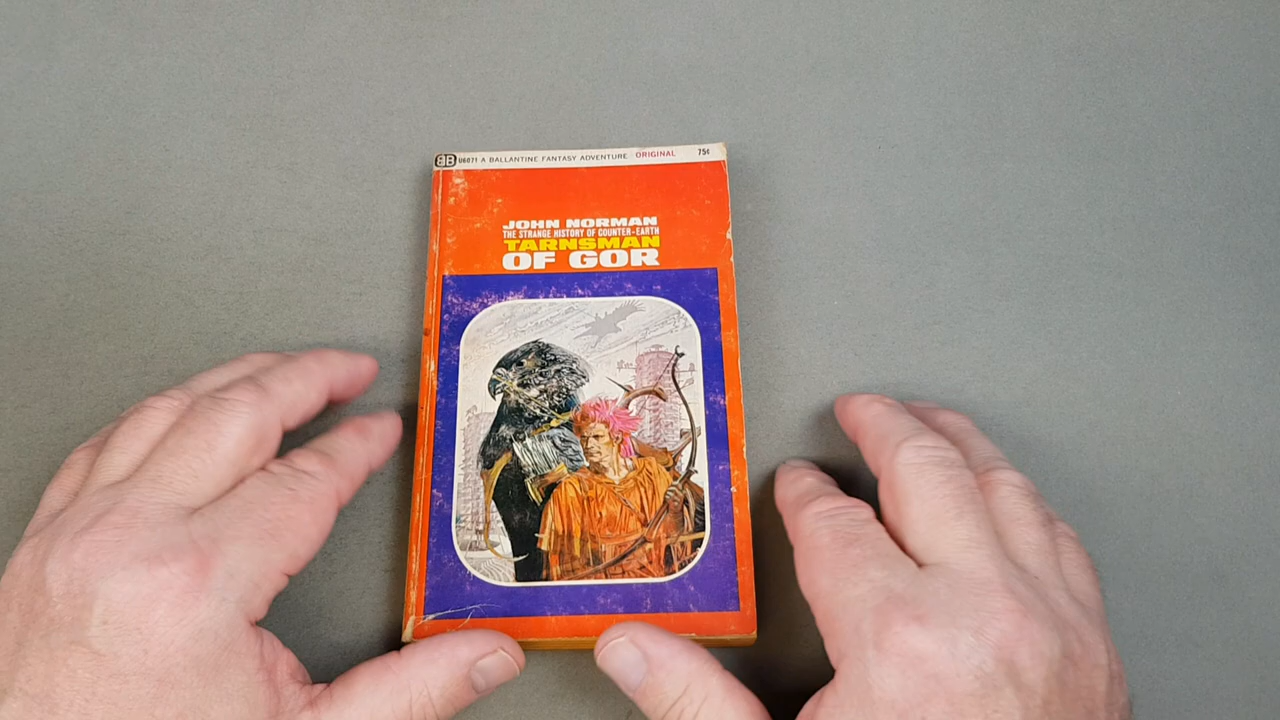 BB U6071 A BALLANTINE FANTASY ADVENTURE ORIGINAL 75¢
JOHN NORMAN
THE STRANGE HISTORY OF COUNTER-EARTH
TARNSMAN
OF GOR